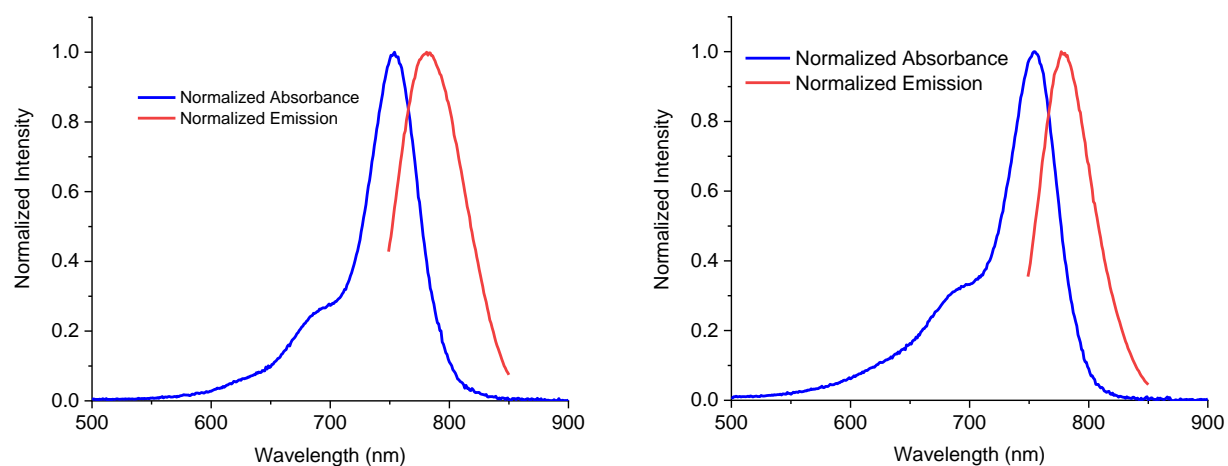 1.0
0.8
0.6
0.4
0.2
0.0
Normalized Intensity
Normalized Absorbance
Normalized Emission
500
600
700
800
900
Wavelength (nm)
1.0
0.8
0.6
0.4
0.2
0.0
Normalized Intensity
Normalized Absorbance
Normalized Emission
500
600
700
800
900
Wavelength (nm)